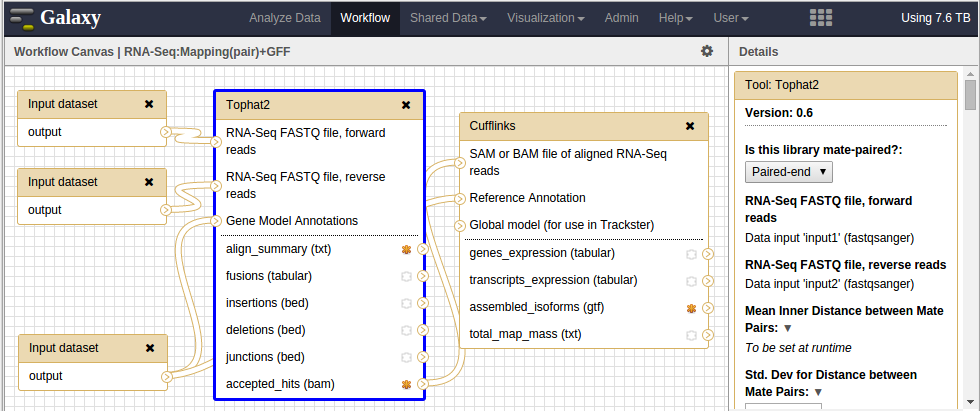 Galaxy
Analyze Data Workflow Shared Data Visualization Admin Help User Using 7.6 TB
Workflow Canvas | RNA-Seq:Mapping(pair)+GFF
Input dataset
output
Input dataset
output
Input dataset
output
Tophat2
RNA-Seq FASTQ file, forward
reads
RNA-Seq FASTQ file, reverse
reads
Gene Model Annotations
align_summary (txt)
fusions (tabular)
insertions (bed)
deletions (bed)
junctions (bed)
accepted_hits (bam)
Cufflinks
SAM or BAM file of aligned RNA-Seq
reads
Reference Annotation
Global model (for use in Trackster)
genes_expression (tabular)
transcripts_expression (tabular)
assembled_isoforms (gtf)
total_map_mass (txt)
Details
Tool: Tophat2
Version: 0.6
Is this library mate-paired?:
Paired-end
RNA-Seq FASTQ file, forward
reads
Data input 'input1' (fastqsanger)
RNA-Seq FASTQ file, reverse reads
Data input 'input2' (fastqsanger)
Mean Inner Distance between Mate
Pairs:
To be set at runtime
Std. Dev for Distance between
Mate Pairs: